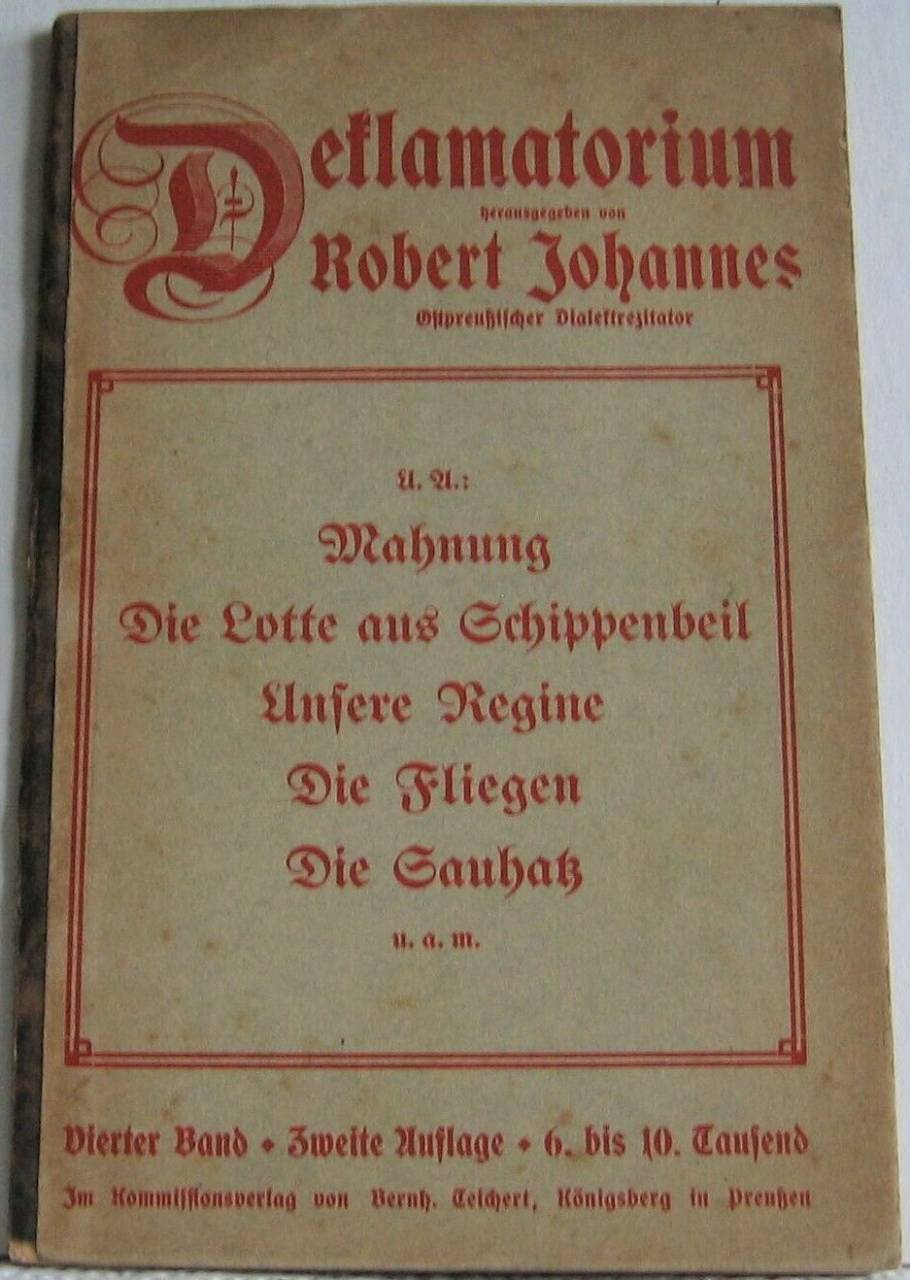 Deklamatorium
herausgegeben von
Robert Johannes
Ostpreußischer Dialektrezitator
U. A.:
Mahnung
Die Lotte aus Schippenbeil
Unsere Regine
Die Fliegen
Die Sauhatz
u. a. m.
Vierter Band • Zweite Auflage • 6. bis 10. Tausend
Im Kommissionsverlag von Bernh. Teichert, Königsberg in Preußen